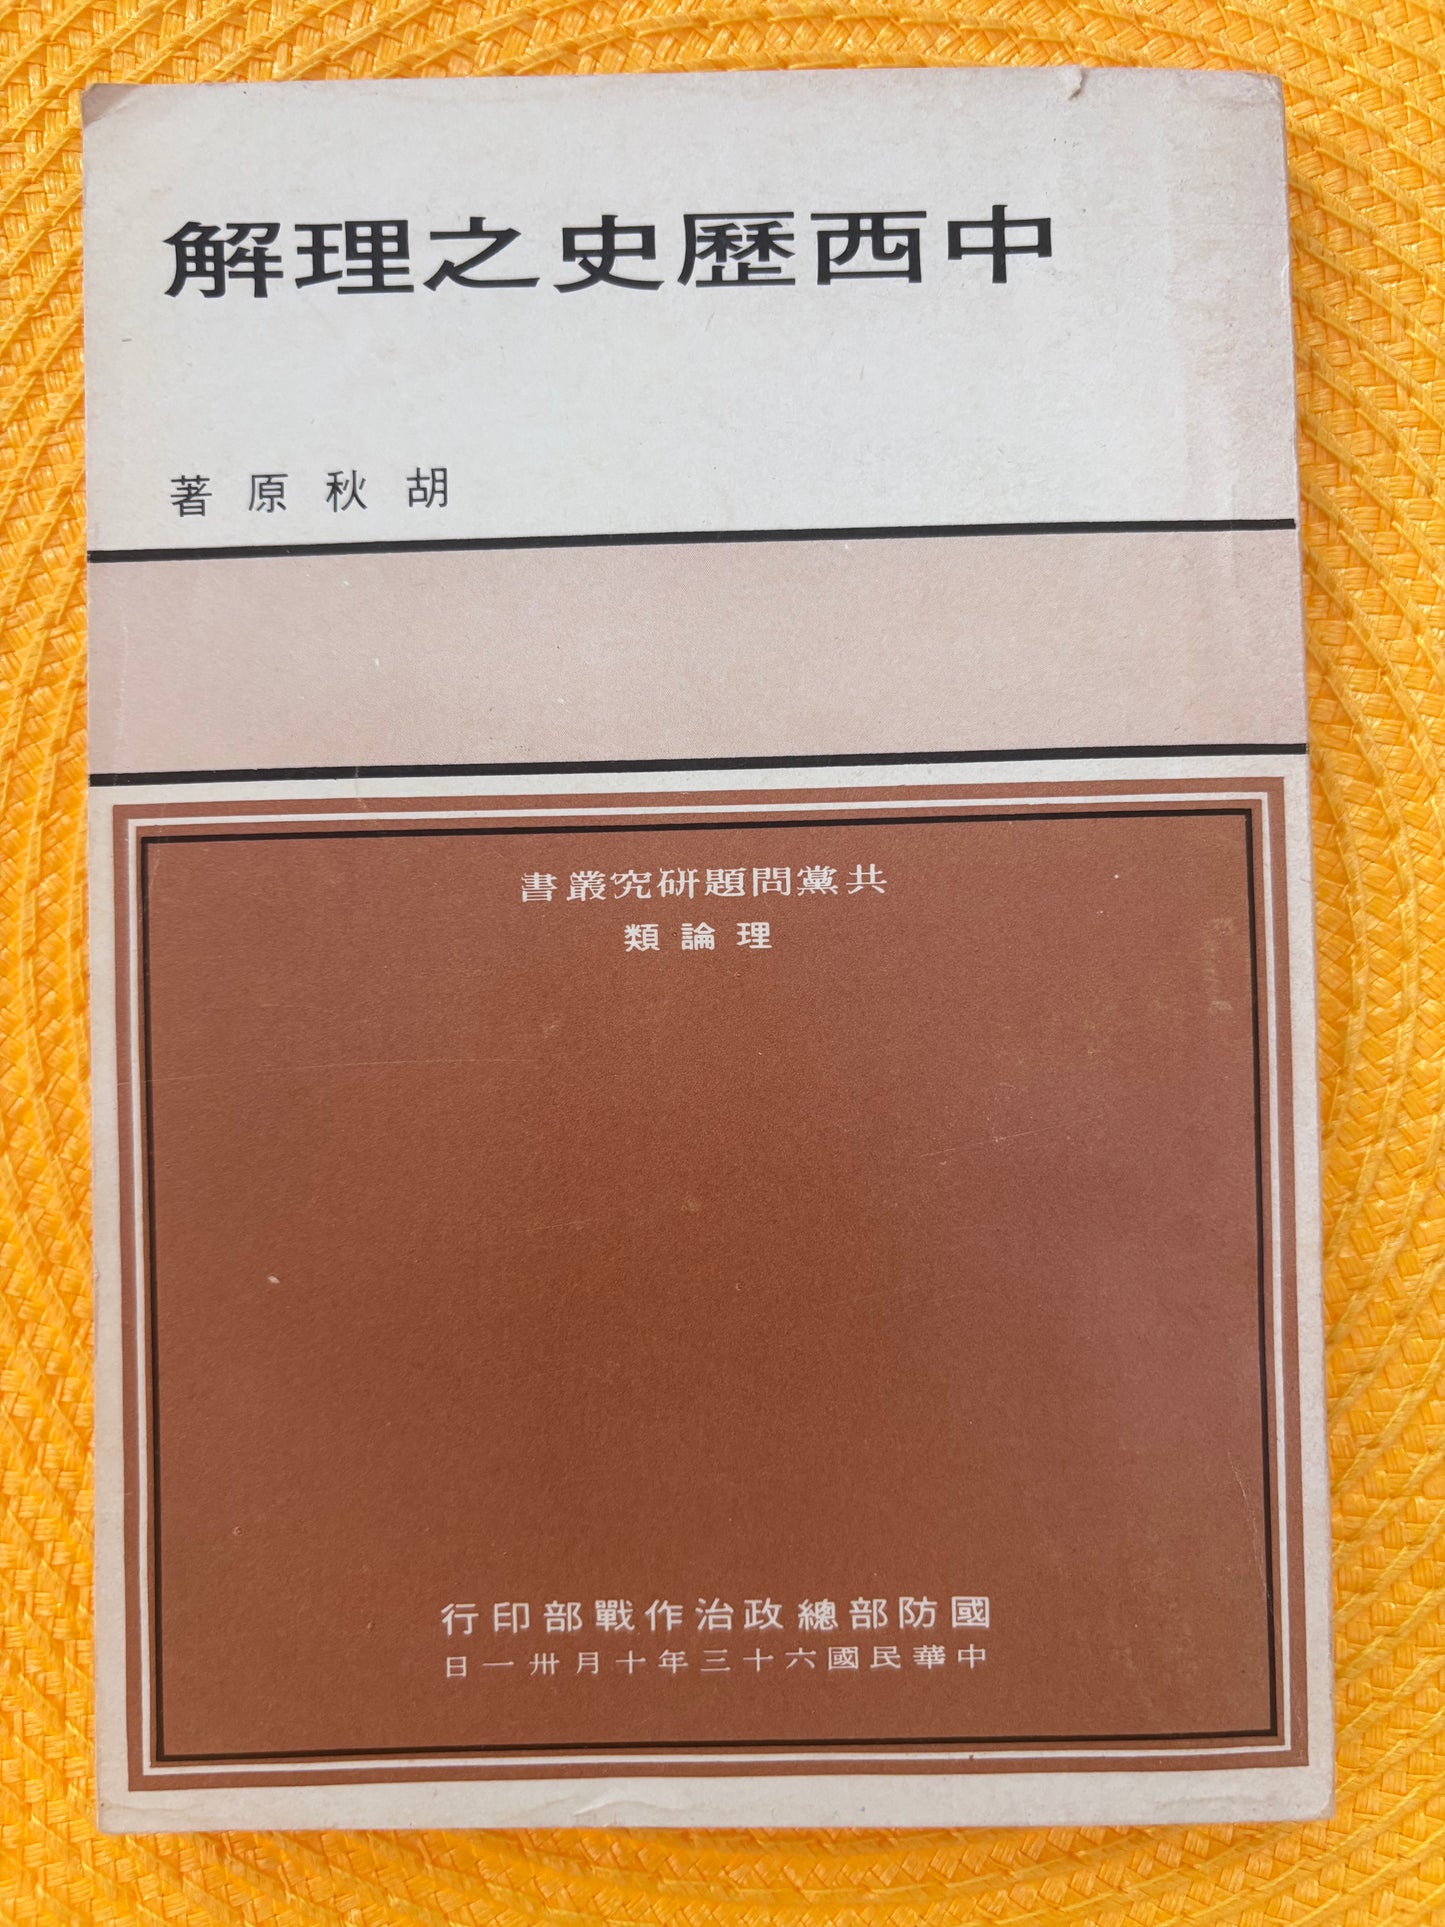 中西歷史之理解
胡秋原著
共黨問題研究叢書
理論類
國防部總政治作戰部印行
中華民國六十三年十月卅一日